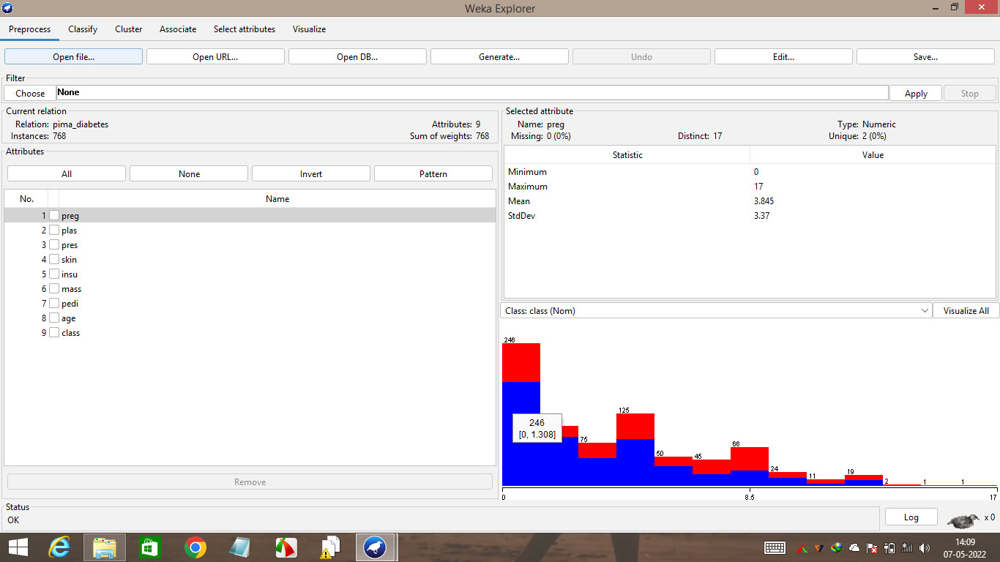 Weka Explorer
Preprocess Classify Cluster Associate Select attributes Visualize
Open file... Open URL... Open DB... Generate... Undo Edit... Save...
Filter
Choose None Apply Stop
Current relation
Relation: pima_diabetes Attributes: 9
Instances: 768 Sum of weights: 768
Attributes
All None Invert Pattern
No. Name
1 preg
2 plas
3 pres
4 skin
5 insu
6 mass
7 pedi
8 age
9 class
Remove
Selected attribute
Name: preg Type: Numeric
Missing: 0 (0%) Distinct: 17 Unique: 2 (0%)
Statistic Value
Minimum 0
Maximum 17
Mean 3.845
StdDev 3.37
Class: class (Nom) Visualize All
246
125
246
[0, 1.308]
75
66
50
45
24
19
11
2
1
1
0 8.5 17
Status
OK
Log x 0
14:09
07-05-2022